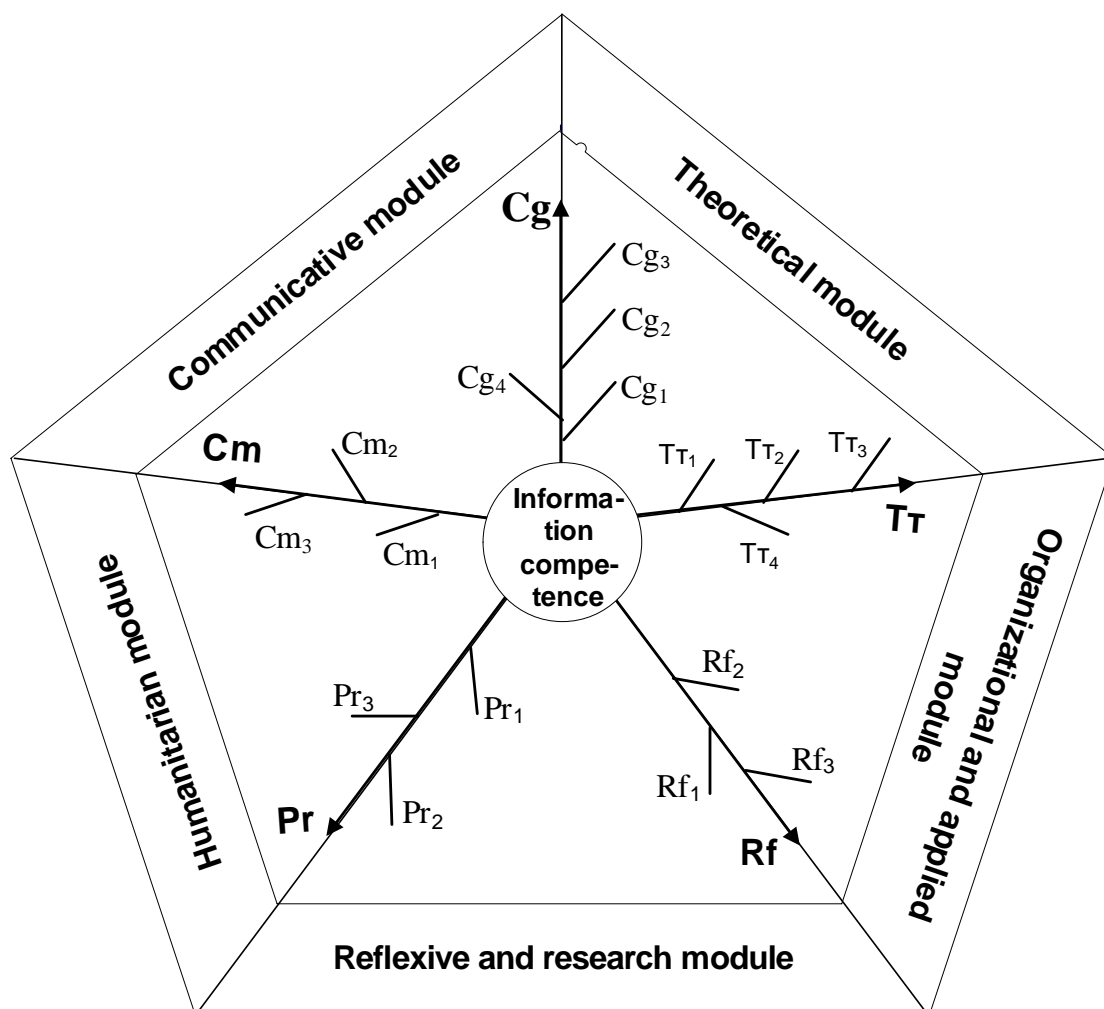 Communicative module
Theoretical module
Cg
Cg₃
Cg₂
Cg₄
Cg₁
Cm
Cm₂
Cm₃
Cm₁
Tτ₁
Tτ₂
Tτ₃
Tτ
Tτ₄
Informa-
tion
compe-
tence
Humanitarian module
Organizational and applied
module
Pr₃
Pr₁
Pr₂
Pr
Rf₂
Rf₁
Rf₃
Rf
Reflexive and research module